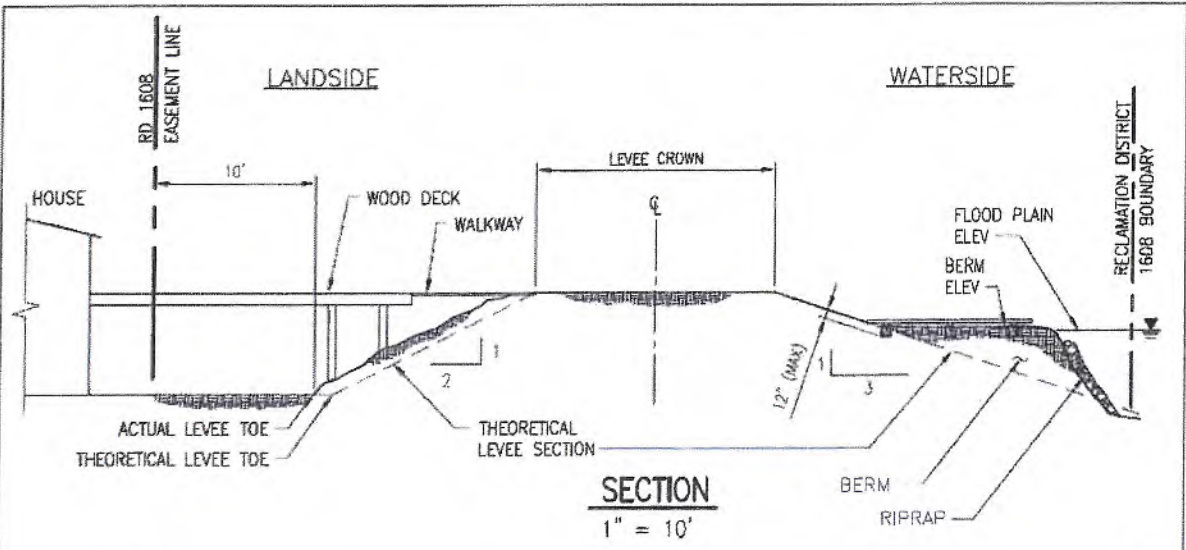 RD 1608
EASEMENT LINE
LANDSIDE
WATERSIDE
RECLAMATION DISTRICT
1608 BOUNDARY
10'
LEVEE CROWN
HOUSE
WOOD DECK
WALKWAY
℄
FLOOD PLAIN
ELEV
BERM
ELEV
1
2
12" (MAX)
1
3
ACTUAL LEVEE TOE
THEORETICAL LEVEE TOE
THEORETICAL
LEVEE SECTION
BERM
RIPRAP
SECTION
1" = 10'